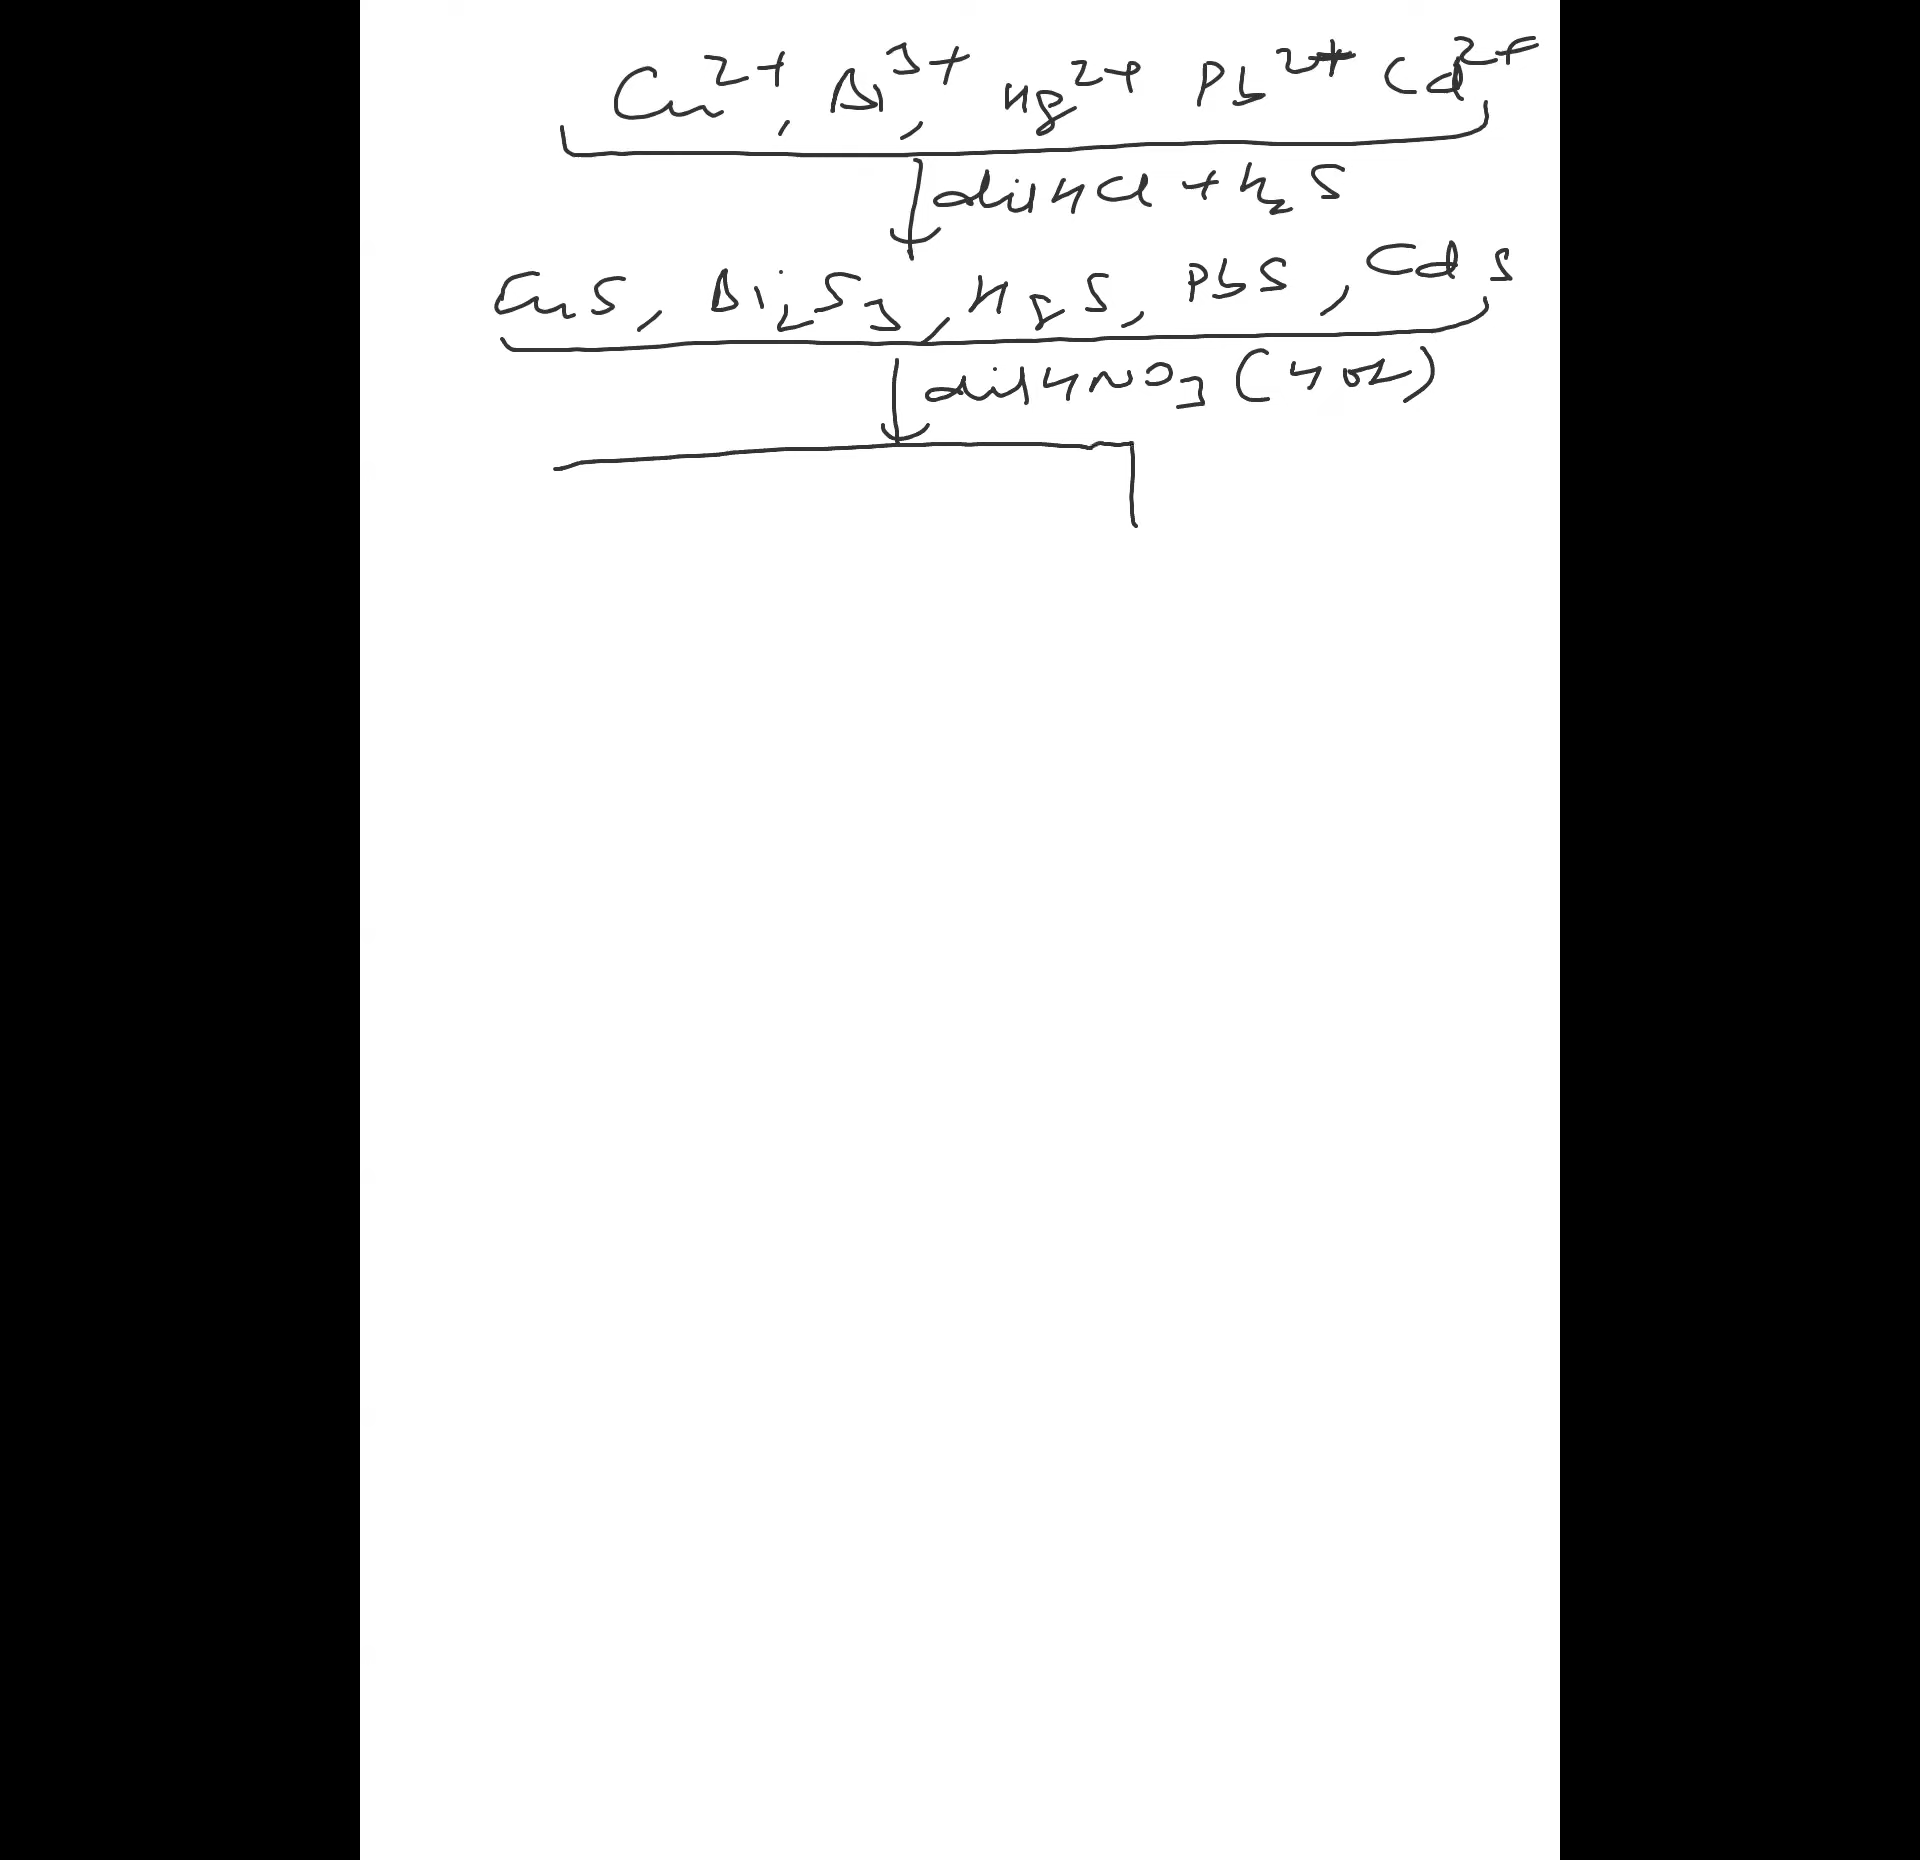 Cu²⁺, Bi³⁺, Hg²⁺ Pb²⁺ Cd²⁺
dil HCl + H₂S
CuS, Bi₂S₃, HgS, PbS, CdS
dil HNO₃ (Hot)